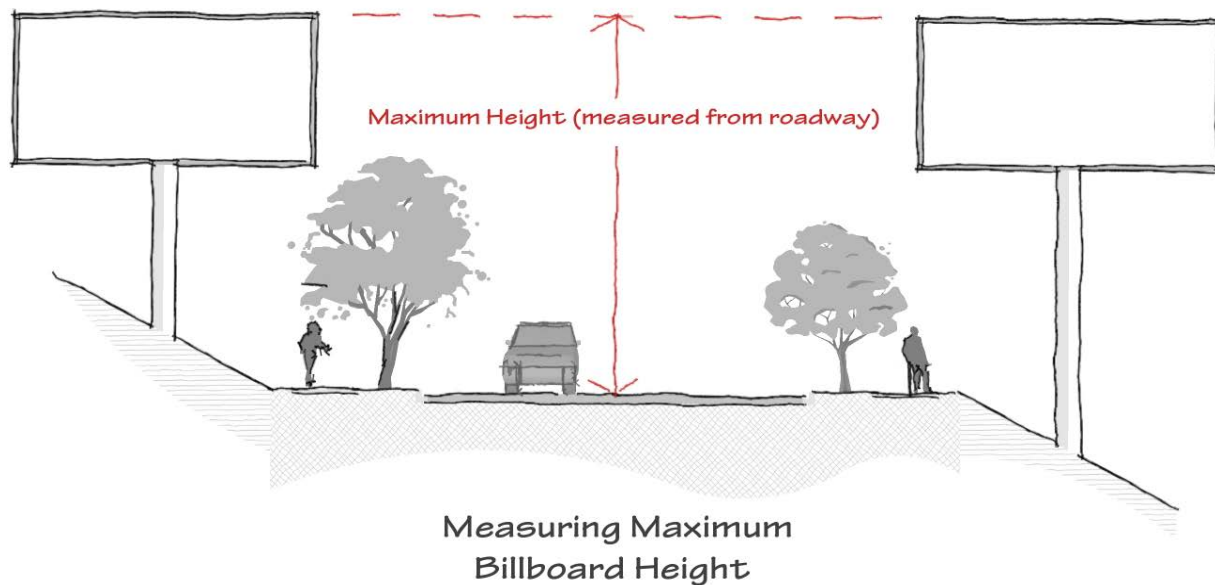 Maximum Height (measured from roadway)
Measuring Maximum
Billboard Height